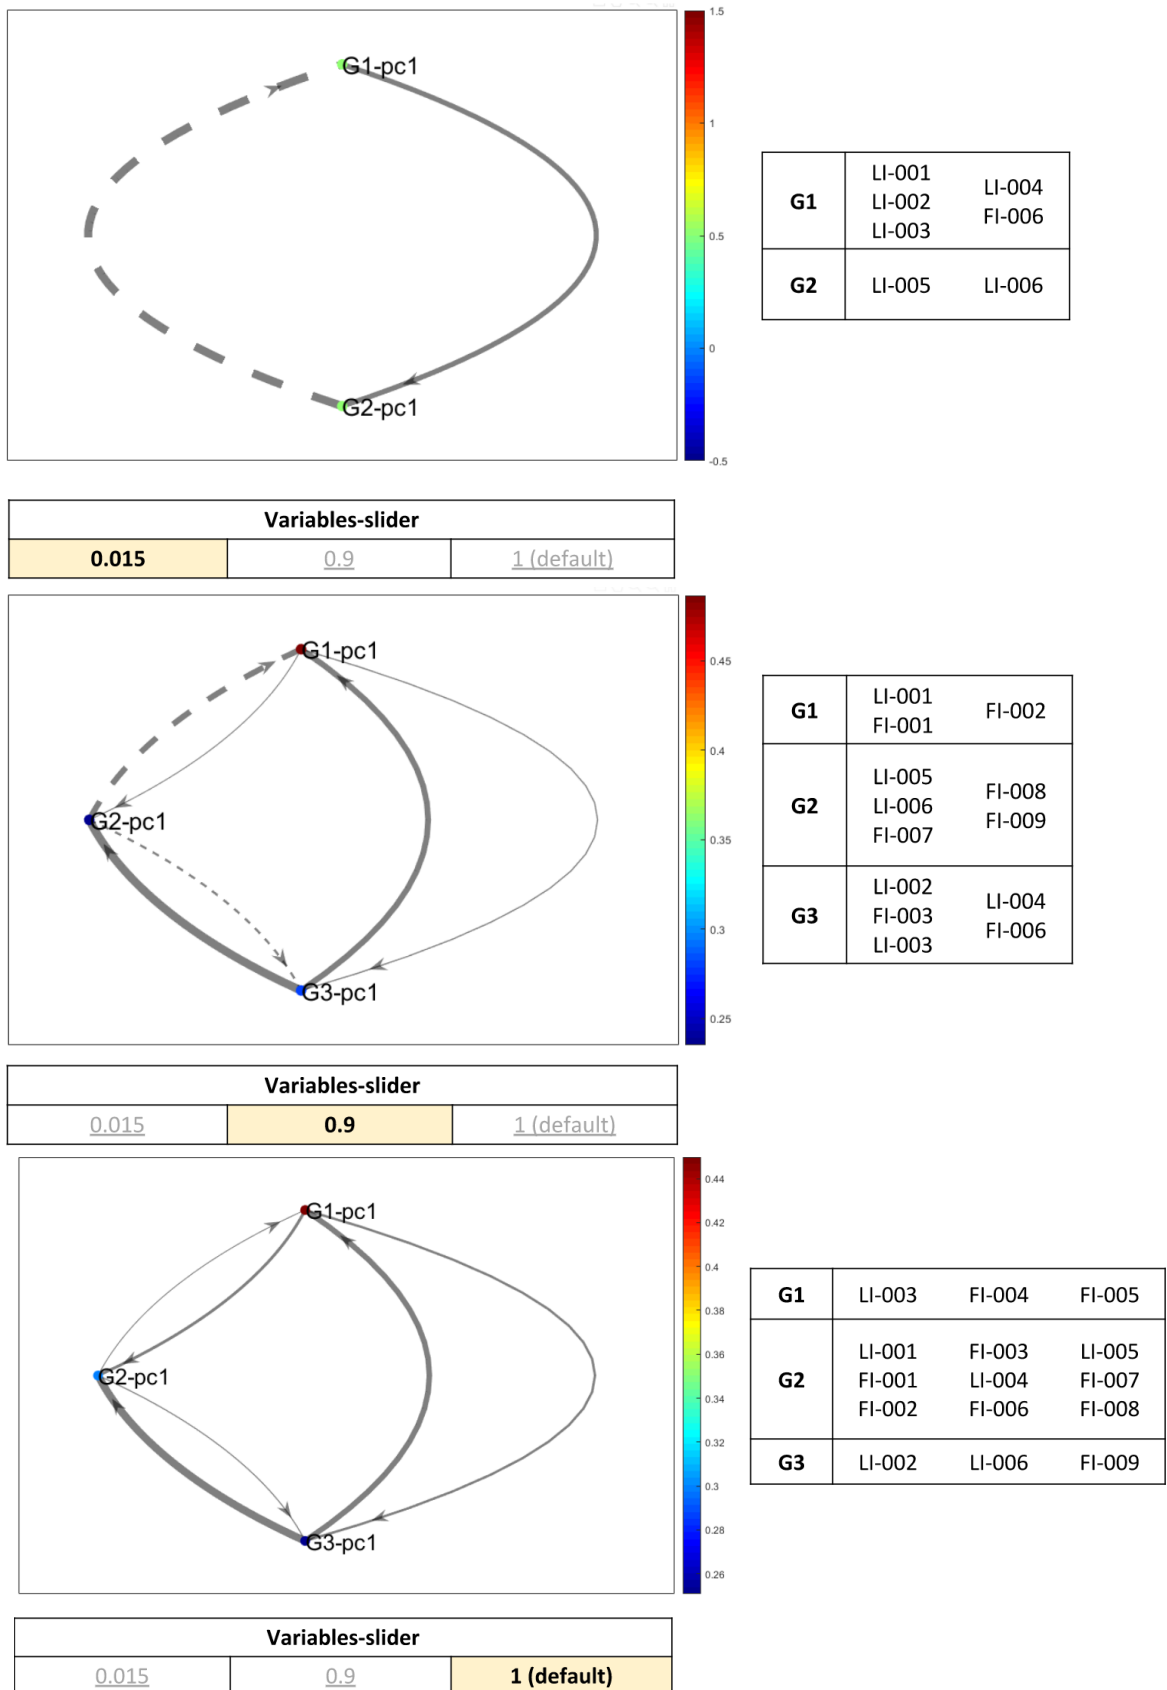 G1-pc1
G2-pc1
1.5
1
0.5
0
-0.5
G1
LI-001
LI-002
LI-003
LI-004
FI-006
G2
LI-005 LI-006
Variables-slider
0.015 0.9 1 (default)
G1-pc1
G2-pc1
G3-pc1
0.45
0.4
0.35
0.3
0.25
G1
LI-001
FI-001
FI-002
G2
LI-005
LI-006
FI-007
FI-008
FI-009
G3
LI-002
FI-003
LI-003
LI-004
FI-006
Variables-slider
0.015 0.9 1 (default)
G1-pc1
G2-pc1
G3-pc1
0.44
0.42
0.4
0.38
0.36
0.34
0.32
0.3
0.28
0.26
G1 LI-003 FI-004 FI-005
G2
LI-001 FI-003 LI-005
FI-001 LI-004 FI-007
FI-002 FI-006 FI-008
G3 LI-002 LI-006 FI-009
Variables-slider
0.015 0.9 1 (default)